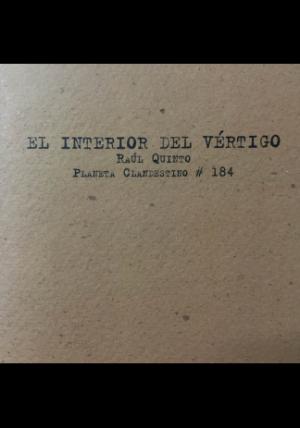 EL INTERIOR DEL VÉRTIGO
RAÚL QUINTO
PLANETA CLANDESTINO # 184